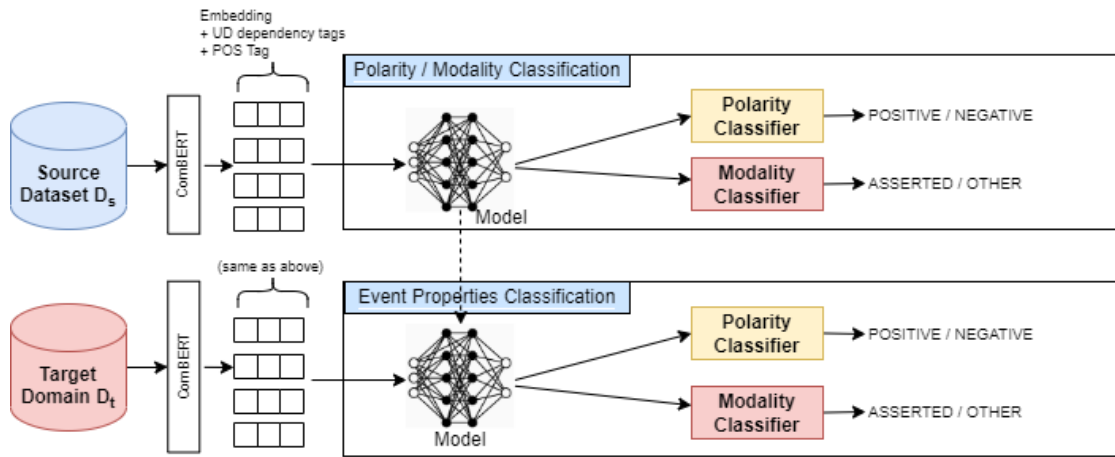 Embedding
+ UD dependency tags
+ POS Tag
Polarity / Modality Classification
Source
Dataset Ds
ComBERT
Model
Polarity
Classifier
POSITIVE / NEGATIVE
Modality
Classifier
ASSERTED / OTHER
(same as above)
Event Properties Classification
Target
Domain Dt
ComBERT
Model
Polarity
Classifier
POSITIVE / NEGATIVE
Modality
Classifier
ASSERTED / OTHER